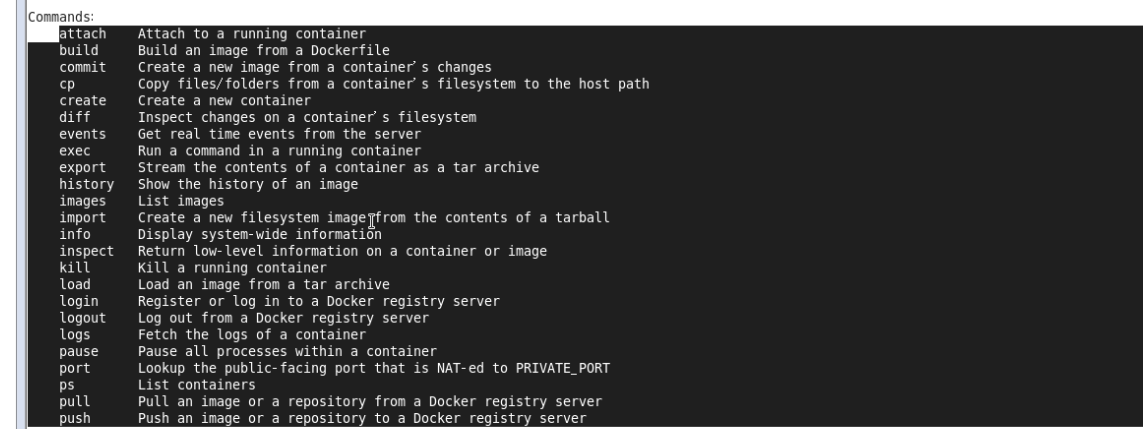 Commands:
attach    Attach to a running container
build     Build an image from a Dockerfile
commit    Create a new image from a container's changes
cp        Copy files/folders from a container's filesystem to the host path
create    Create a new container
diff      Inspect changes on a container's filesystem
events    Get real time events from the server
exec      Run a command in a running container
export    Stream the contents of a container as a tar archive
history   Show the history of an image
images    List images
import    Create a new filesystem image from the contents of a tarball
info      Display system-wide information
inspect   Return low-level information on a container or image
kill      Kill a running container
load      Load an image from a tar archive
login     Register or log in to a Docker registry server
logout    Log out from a Docker registry server
logs      Fetch the logs of a container
pause     Pause all processes within a container
port      Lookup the public-facing port that is NAT-ed to PRIVATE_PORT
ps        List containers
pull      Pull an image or a repository from a Docker registry server
push      Push an image or a repository to a Docker registry server